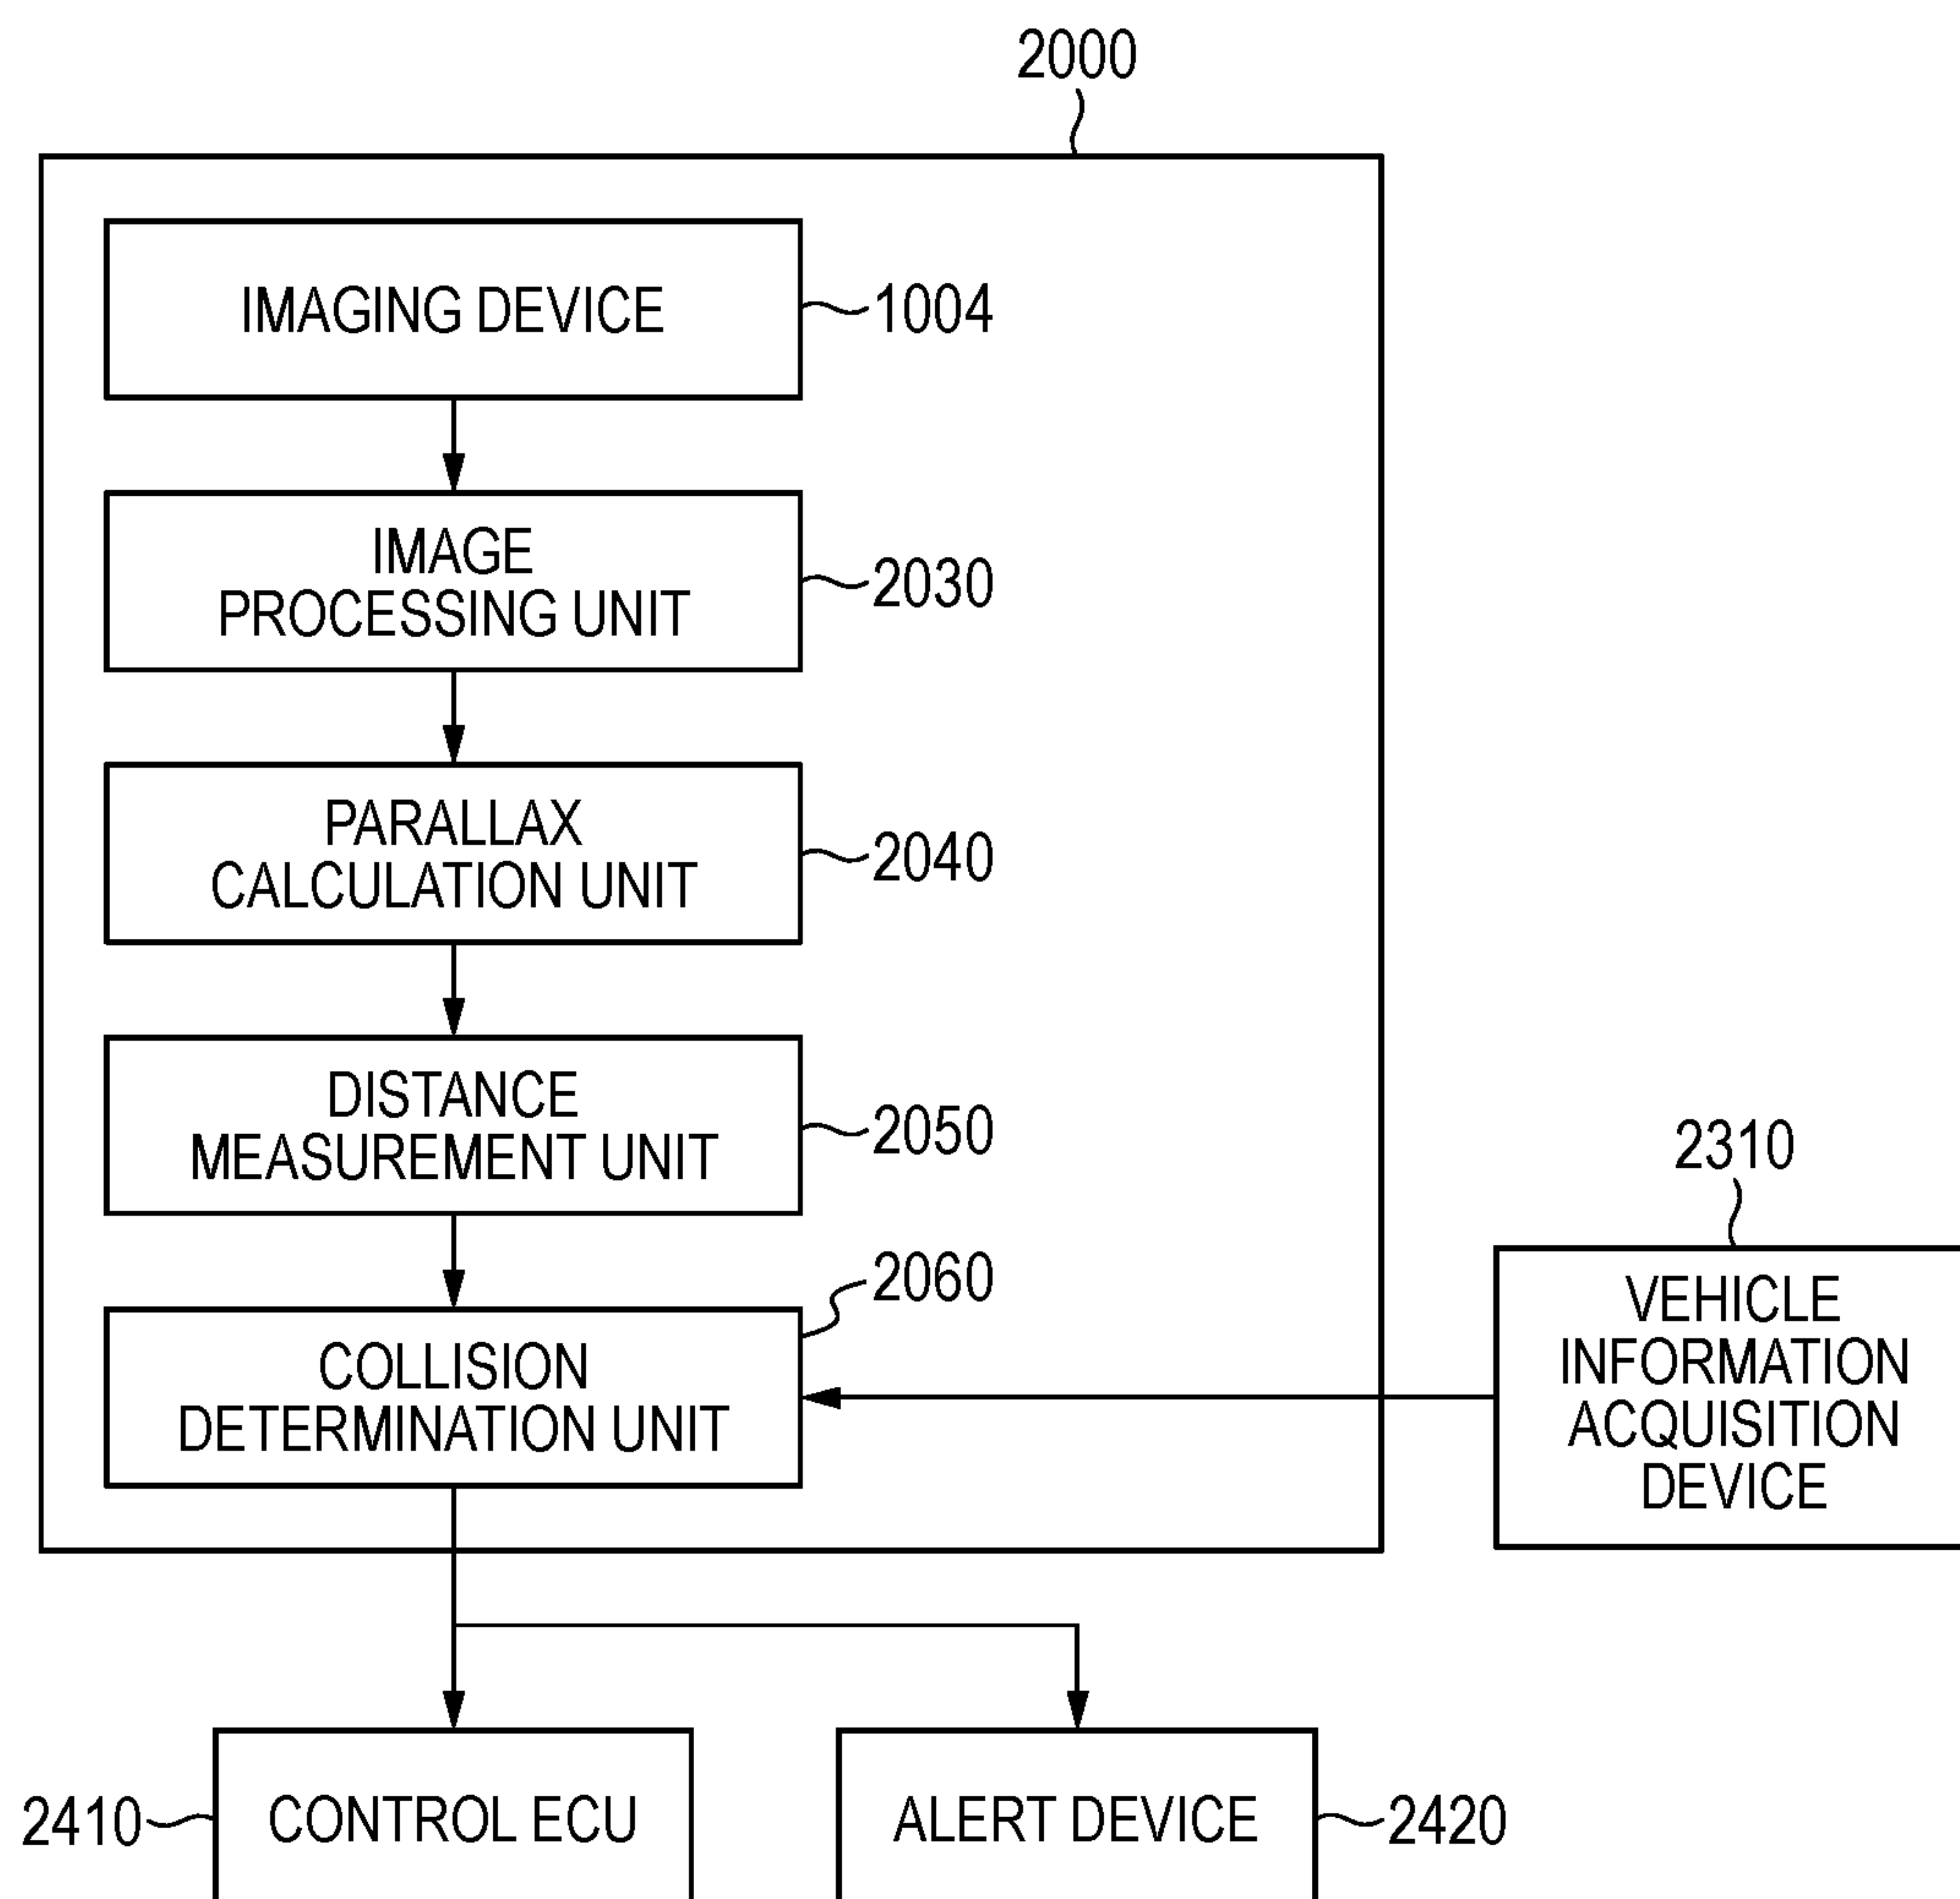 2000
IMAGING DEVICE
1004
IMAGE
PROCESSING UNIT
2030
PARALLAX
CALCULATION UNIT
2040
DISTANCE
MEASUREMENT UNIT
2050
2060
COLLISION
DETERMINATION UNIT
2310
VEHICLE
INFORMATION
ACQUISITION
DEVICE
2410
CONTROL ECU
ALERT DEVICE
2420